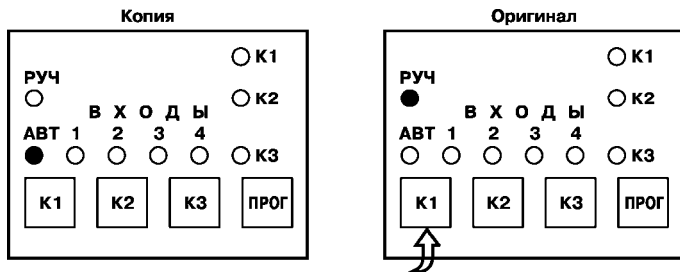 Копия
К1
РУЧ
К2
В Х О Д Ы
АВТ 1 2 3 4
К3
К1 К2 К3 ПРОГ
Оригинал
К1
РУЧ
К2
В Х О Д Ы
АВТ 1 2 3 4
К3
К1 К2 К3 ПРОГ